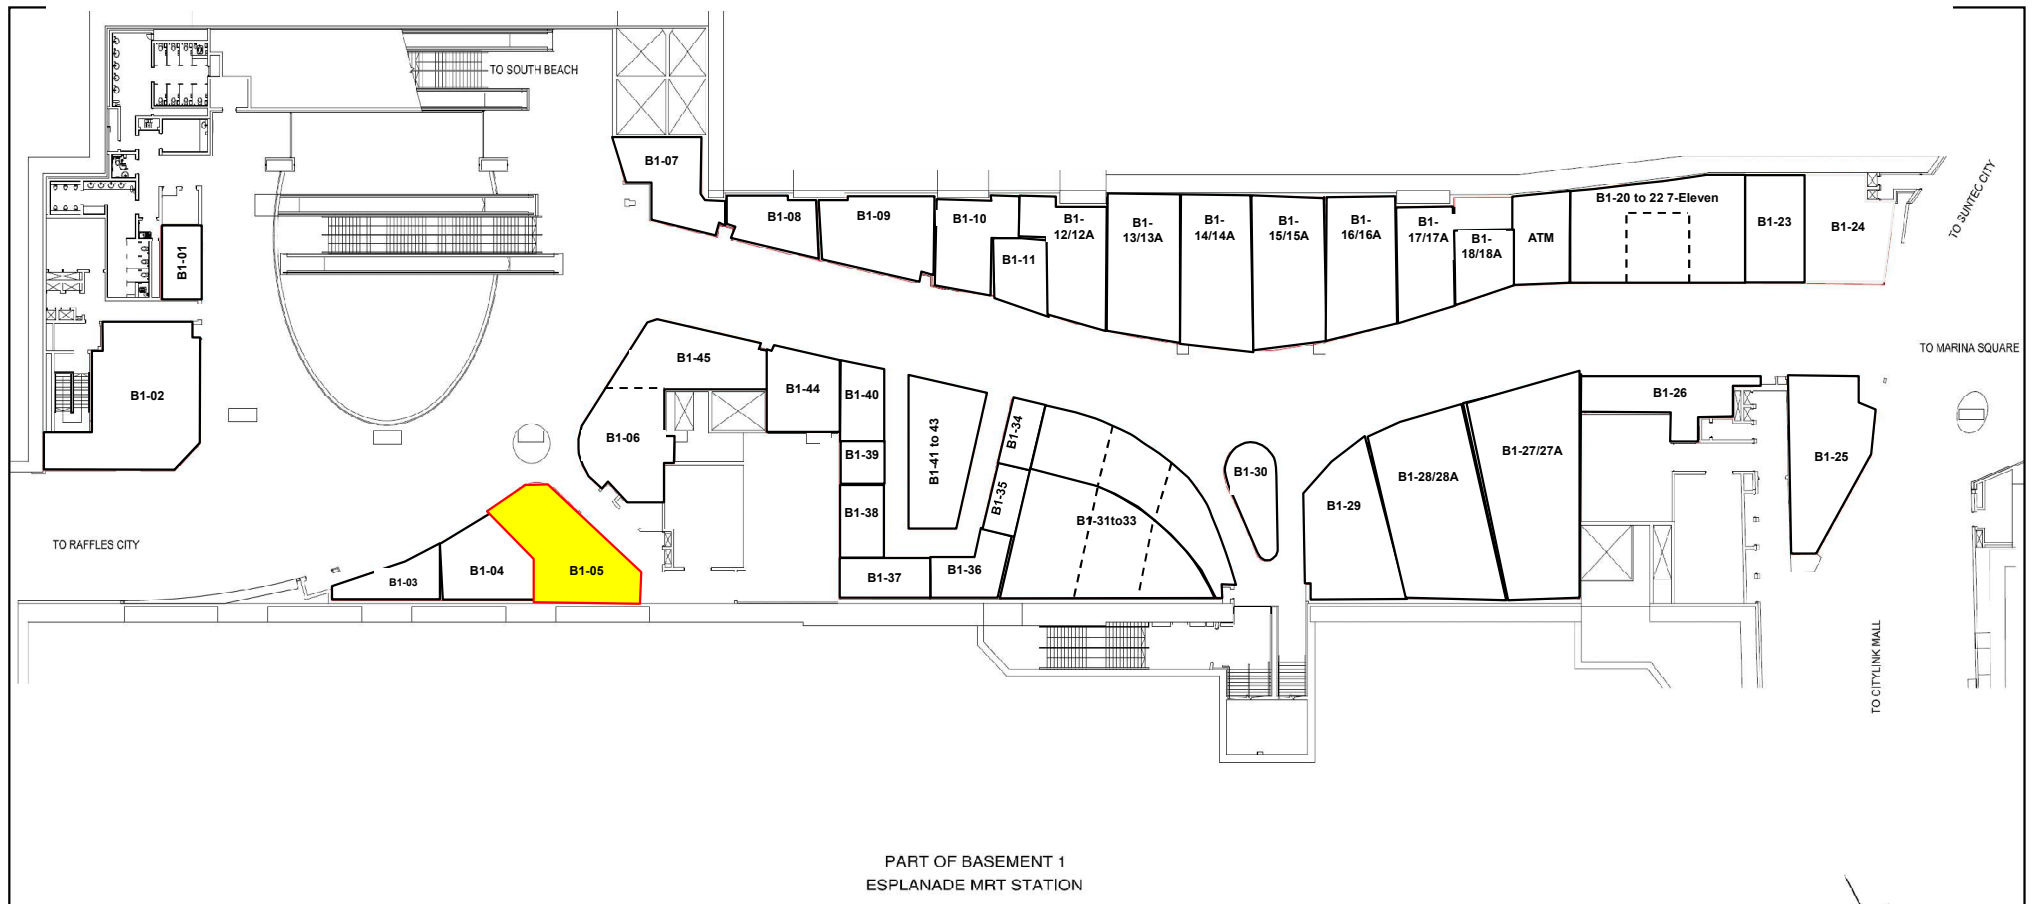 TO SOUTH BEACH
B1-07
B1-08
B1-09
B1-10
B1-11
B1-
12/12A
B1-
13/13A
B1-
14/14A
B1-
15/15A
B1-
16/16A
B1-
17/17A
B1-
18/18A
ATM
B1-20 to 22 7-Eleven
B1-23
B1-24
TO SUNTEC CITY
B1-01
B1-02
B1-45
B1-44
B1-40
B1-06
B1-39
B1-38
B1-41 to 43
B1-34
B1-35
B1-31to33
B1-30
B1-29
B1-28/28A
B1-27/27A
B1-26
B1-25
TO MARINA SQUARE
TO RAFFLES CITY
B1-03
B1-04
B1-05
B1-37
B1-36
TO CITYLINK MALL
PART OF BASEMENT 1
ESPLANADE MRT STATION